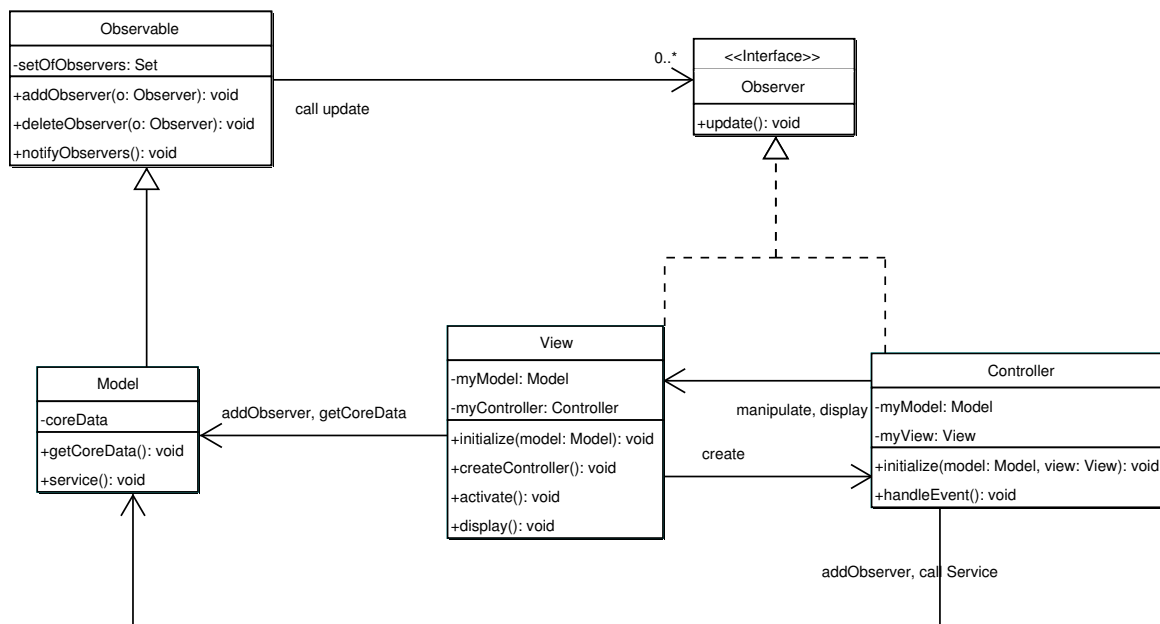 Observable
-setOfObservers: Set
+addObserver(o: Observer): void
+deleteObserver(o: Observer): void
+notifyObservers(): void
0..*
call update
<<Interface>>
Observer
+update(): void
Model
-coreData
+getCoreData(): void
+service(): void
addObserver, getCoreData
View
-myModel: Model
-myController: Controller
+initialize(model: Model): void
+createController(): void
+activate(): void
+display(): void
manipulate, display
create
Controller
-myModel: Model
-myView: View
+initialize(model: Model, view: View): void
+handleEvent(): void
addObserver, call Service